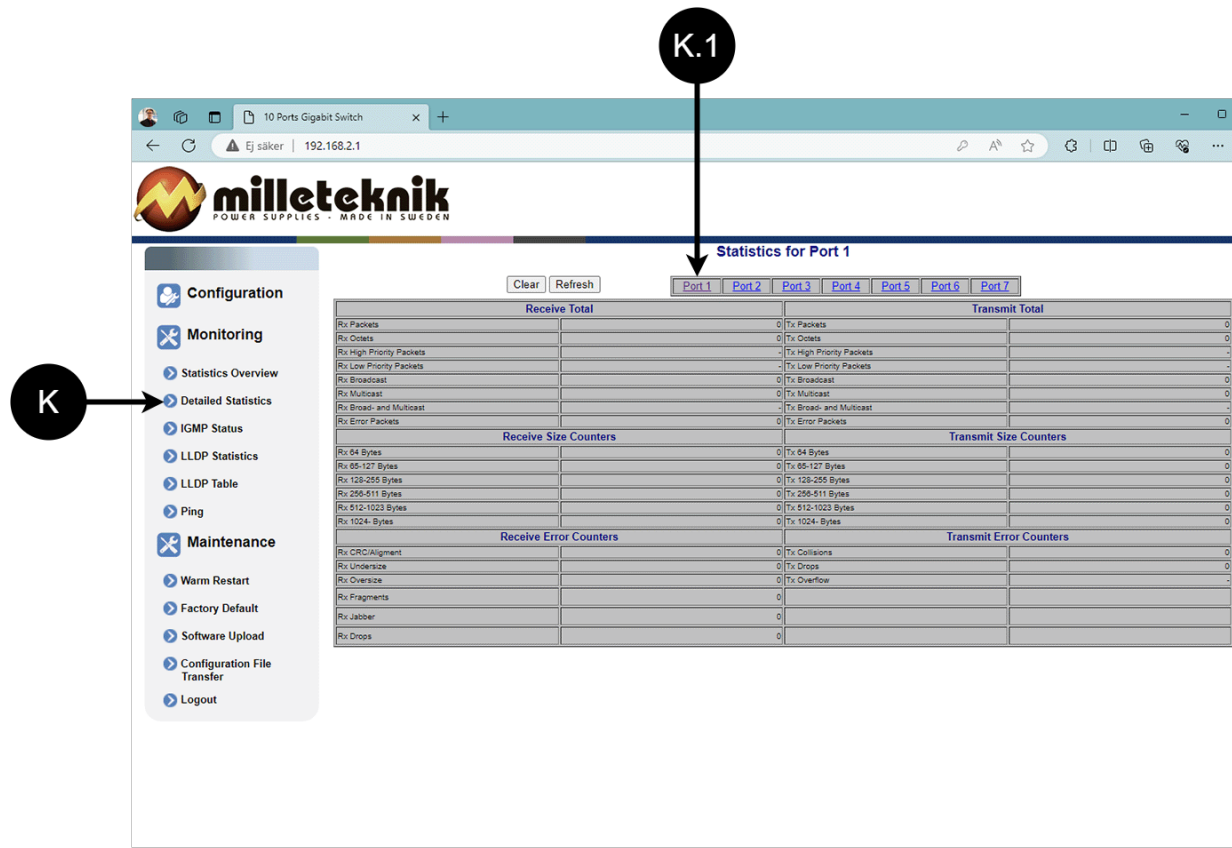 K.1
10 Ports Gigabit Switch
Ej säker | 192.168.2.1
milleteknik
POWER SUPPLIES - MADE IN SWEDEN
Statistics for Port 1
Clear Refresh Port 1 Port 2 Port 3 Port 4 Port 5 Port 6 Port 7
Configuration
Monitoring
Statistics Overview
K
Detailed Statistics
IGMP Status
LLDP Statistics
LLDP Table
Ping
Maintenance
Warm Restart
Factory Default
Software Upload
Configuration File
Transfer
Logout
Receive Total Transmit Total
Rx Packets 0 Tx Packets 0
Rx Octets 0 Tx Octets 0
Rx High Priority Packets - Tx High Priority Packets -
Rx Low Priority Packets - Tx Low Priority Packets -
Rx Broadcast 0 Tx Broadcast 0
Rx Multicast 0 Tx Multicast 0
Rx Broad- and Multicast - Tx Broad- and Multicast -
Rx Error Packets 0 Tx Error Packets 0
Receive Size Counters Transmit Size Counters
Rx 64 Bytes 0 Tx 64 Bytes 0
Rx 65-127 Bytes 0 Tx 65-127 Bytes 0
Rx 128-255 Bytes 0 Tx 128-255 Bytes 0
Rx 256-511 Bytes 0 Tx 256-511 Bytes 0
Rx 512-1023 Bytes 0 Tx 512-1023 Bytes 0
Rx 1024- Bytes 0 Tx 1024- Bytes 0
Receive Error Counters Transmit Error Counters
Rx CRC/Aligment 0 Tx Collisions 0
Rx Undersize 0 Tx Drops 0
Rx Oversize 0 Tx Overflow -
Rx Fragments 0
Rx Jabber 0
Rx Drops 0